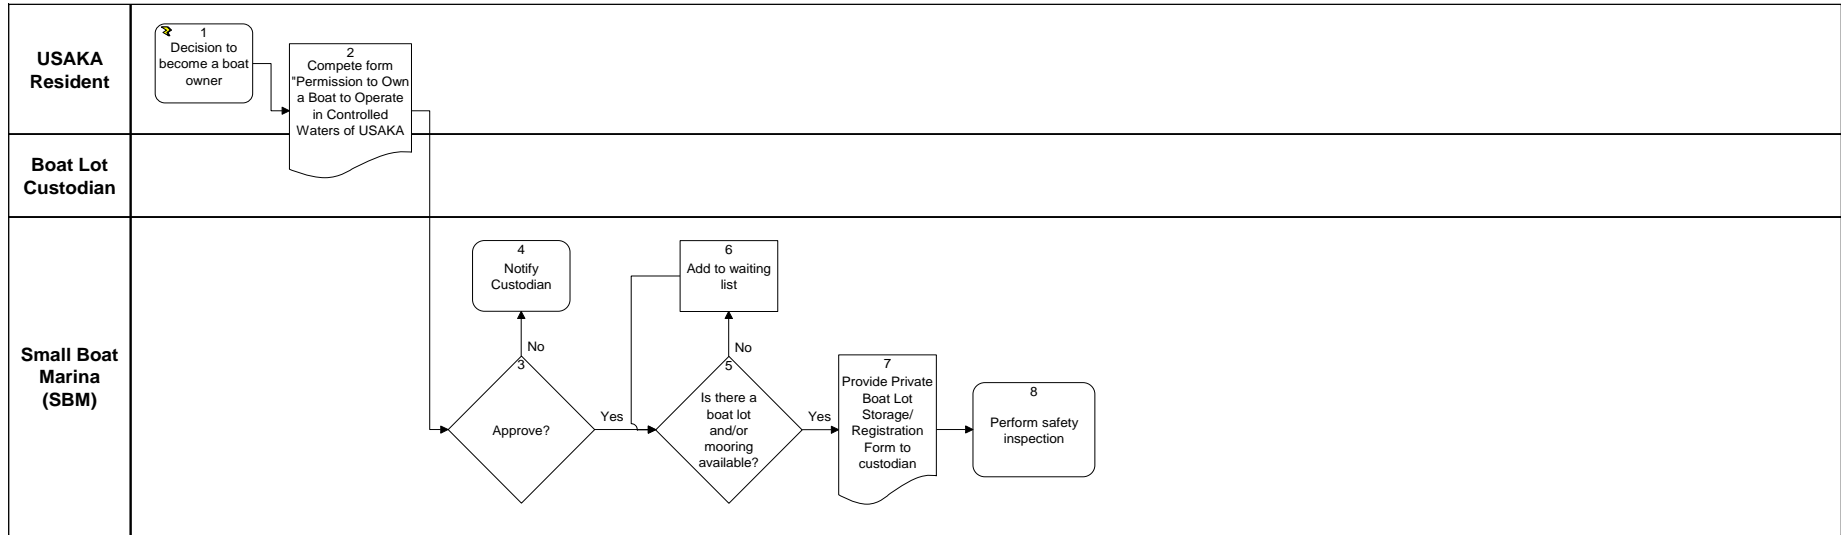 USAKA
Resident
1
Decision to
become a boat
owner
2
Compete form
"Permission to Own
a Boat to Operate
in Controlled
Waters of USAKA
Boat Lot
Custodian
Small Boat
Marina
(SBM)
4
Notify
Custodian
No
3
Approve?
Yes
6
Add to waiting
list
No
5
Is there a
boat lot
and/or
mooring
available?
Yes
7
Provide Private
Boat Lot
Storage/
Registration
Form to
custodian
8
Perform safety
inspection